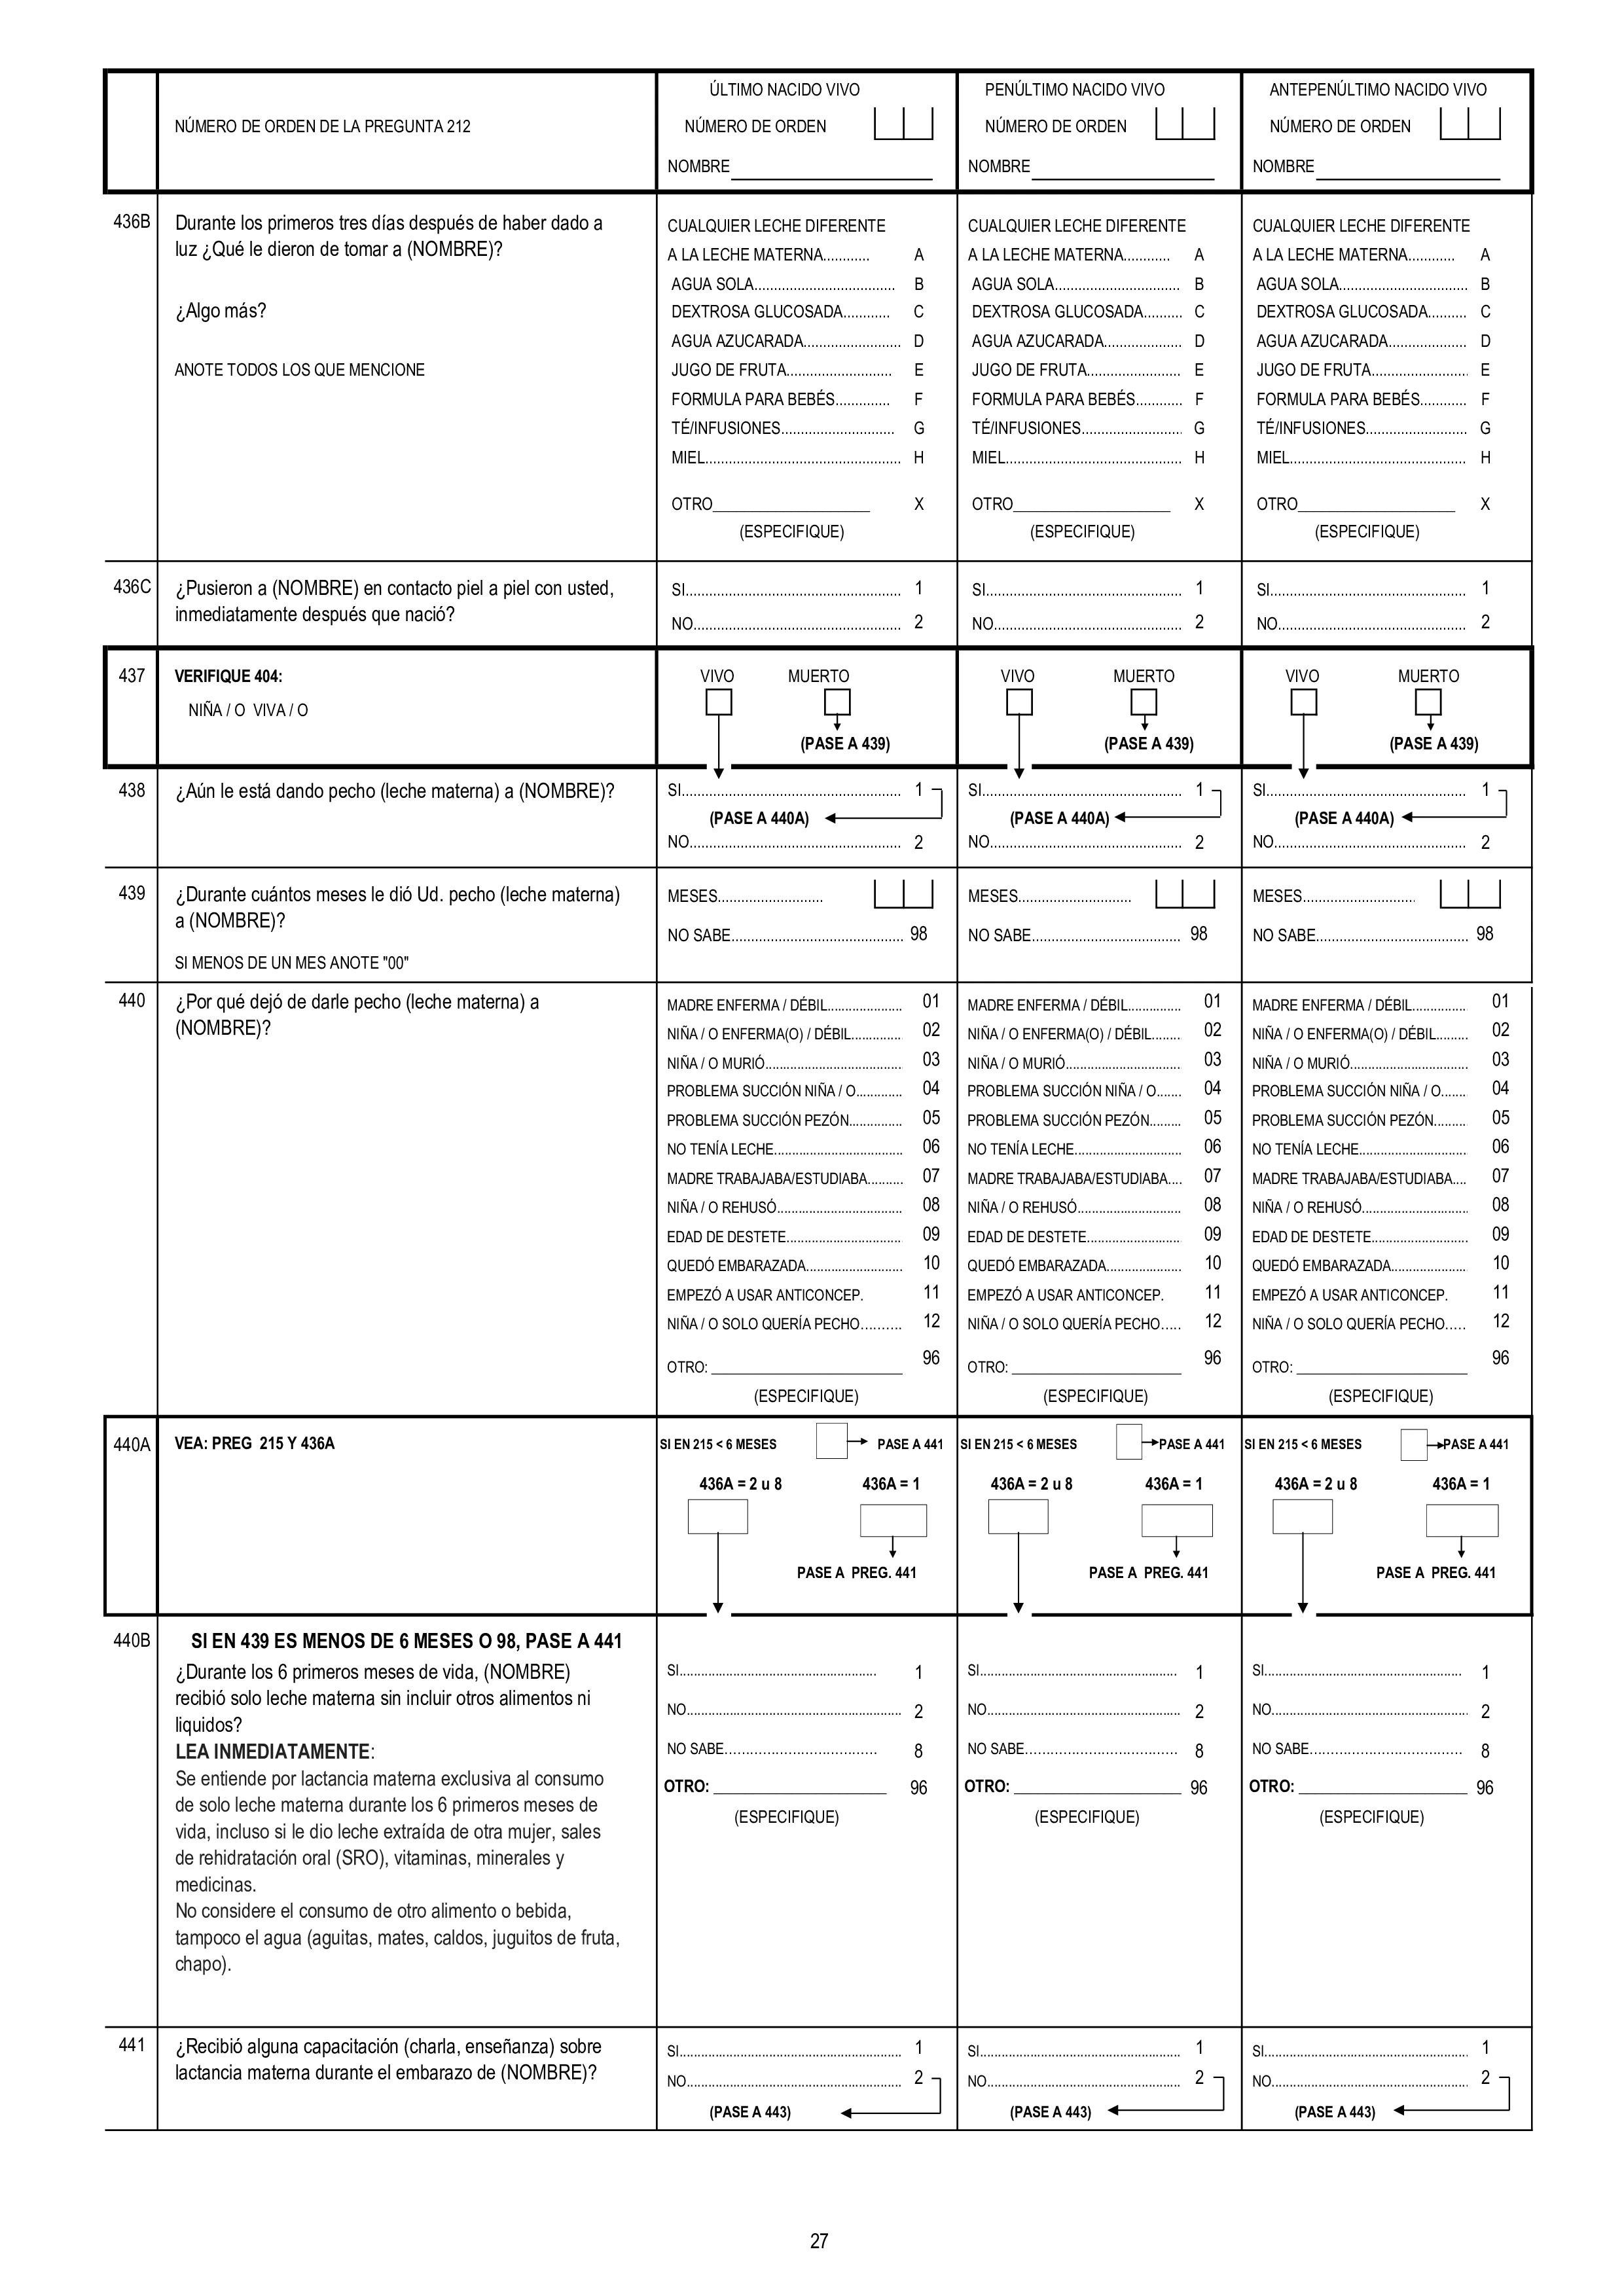 NÚMERO DE ORDEN DE LA PREGUNTA 212
ÚLTIMO NACIDO VIVO
NÚMERO DE ORDEN
NOMBRE
PENÚLTIMO NACIDO VIVO
NÚMERO DE ORDEN
NOMBRE
ANTEPENÚLTIMO NACIDO VIVO
NÚMERO DE ORDEN
NOMBRE
436B
Durante los primeros tres días después de haber dado a
luz ¿Qué le dieron de tomar a (NOMBRE)?
¿Algo más?
ANOTE TODOS LOS QUE MENCIONE
CUALQUIER LECHE DIFERENTE
A LA LECHE MATERNA............ A
AGUA SOLA.................................... B
DEXTROSA GLUCOSADA............ C
AGUA AZUCARADA......................... D
JUGO DE FRUTA........................... E
FORMULA PARA BEBÉS.............. F
TÉ/INFUSIONES............................. G
MIEL.................................................. H
OTRO___________________ X
(ESPECIFIQUE)
CUALQUIER LECHE DIFERENTE
A LA LECHE MATERNA............ A
AGUA SOLA................................ B
DEXTROSA GLUCOSADA.......... C
AGUA AZUCARADA.................... D
JUGO DE FRUTA........................ E
FORMULA PARA BEBÉS............ F
TÉ/INFUSIONES.......................... G
MIEL............................................. H
OTRO___________________ X
(ESPECIFIQUE)
CUALQUIER LECHE DIFERENTE
A LA LECHE MATERNA............ A
AGUA SOLA................................. B
DEXTROSA GLUCOSADA.......... C
AGUA AZUCARADA.................... D
JUGO DE FRUTA......................... E
FORMULA PARA BEBÉS............ F
TÉ/INFUSIONES.......................... G
MIEL............................................. H
OTRO___________________ X
(ESPECIFIQUE)
436C
¿Pusieron a (NOMBRE) en contacto piel a piel con usted,
inmediatamente después que nació?
SI....................................................... 1
NO..................................................... 2
SI.................................................. 1
NO................................................ 2
SI..................................................... 1
NO................................................ 2
437
VERIFIQUE 404:
NIÑA / O VIVA / O
VIVO MUERTO
(PASE A 439)
VIVO MUERTO
(PASE A 439)
VIVO MUERTO
(PASE A 439)
438
¿Aún le está dando pecho (leche materna) a (NOMBRE)?
SI........................................................ 1
(PASE A 440A)
NO...................................................... 2
SI................................................... 1
(PASE A 440A)
NO................................................. 2
SI..................................................... 1
(PASE A 440A)
NO................................................ 2
439
¿Durante cuántos meses le dió Ud. pecho (leche materna)
a (NOMBRE)?
SI MENOS DE UN MES ANOTE "00"
MESES...........................
NO SABE............................................ 98
MESES.............................
NO SABE...................................... 98
MESES.............................
NO SABE....................................... 98
440
¿Por qué dejó de darle pecho (leche materna) a
(NOMBRE)?
MADRE ENFERMA / DÉBIL..................... 01
NIÑA / O ENFERMA(O) / DÉBIL.............. 02
NIÑA / O MURIÓ...................................... 03
PROBLEMA SUCCIÓN NIÑA / O............. 04
PROBLEMA SUCCIÓN PEZÓN............... 05
NO TENÍA LECHE.................................... 06
MADRE TRABAJABA/ESTUDIABA.......... 07
NIÑA / O REHUSÓ................................... 08
EDAD DE DESTETE................................ 09
QUEDÓ EMBARAZADA........................... 10
EMPEZÓ A USAR ANTICONCEP. 11
NIÑA / O SOLO QUERÍA PECHO………. 12
OTRO: _______________________ 96
(ESPECIFIQUE)
MADRE ENFERMA / DÉBIL............... 01
NIÑA / O ENFERMA(O) / DÉBIL........ 02
NIÑA / O MURIÓ................................ 03
PROBLEMA SUCCIÓN NIÑA / O....... 04
PROBLEMA SUCCIÓN PEZÓN......... 05
NO TENÍA LECHE.............................. 06
MADRE TRABAJABA/ESTUDIABA.... 07
NIÑA / O REHUSÓ............................. 08
EDAD DE DESTETE.......................... 09
QUEDÓ EMBARAZADA..................... 10
EMPEZÓ A USAR ANTICONCEP. 11
NIÑA / O SOLO QUERÍA PECHO….. 12
OTRO: ____________________ 96
(ESPECIFIQUE)
MADRE ENFERMA / DÉBIL............... 01
NIÑA / O ENFERMA(O) / DÉBIL......... 02
NIÑA / O MURIÓ................................. 03
PROBLEMA SUCCIÓN NIÑA / O....... 04
PROBLEMA SUCCIÓN PEZÓN......... 05
NO TENÍA LECHE.............................. 06
MADRE TRABAJABA/ESTUDIABA.... 07
NIÑA / O REHUSÓ.............................. 08
EDAD DE DESTETE........................... 09
QUEDÓ EMBARAZADA..................... 10
EMPEZÓ A USAR ANTICONCEP. 11
NIÑA / O SOLO QUERÍA PECHO….. 12
OTRO: ____________________ 96
(ESPECIFIQUE)
440A
VEA: PREG 215 Y 436A
SI EN 215 < 6 MESES PASE A 441
436A = 2 u 8 436A = 1
PASE A PREG. 441
SI EN 215 < 6 MESES PASE A 441
436A = 2 u 8 436A = 1
PASE A PREG. 441
SI EN 215 < 6 MESES PASE A 441
436A = 2 u 8 436A = 1
PASE A PREG. 441
440B
SI EN 439 ES MENOS DE 6 MESES O 98, PASE A 441
¿Durante los 6 primeros meses de vida, (NOMBRE)
recibió solo leche materna sin incluir otros alimentos ni
liquidos?
LEA INMEDIATAMENTE:
Se entiende por lactancia materna exclusiva al consumo
de solo leche materna durante los 6 primeros meses de
vida, incluso si le dio leche extraída de otra mujer, sales
de rehidratación oral (SRO), vitaminas, minerales y
medicinas.
No considere el consumo de otro alimento o bebida,
tampoco el agua (aguitas, mates, caldos, juguitos de fruta,
chapo).
SI...................................................... 1
NO.......................................................... 2
NO SABE……………………………… 8
OTRO: _____________________ 96
(ESPECIFIQUE)
SI...................................................... 1
NO..................................................... 2
NO SABE……………………………… 8
OTRO: ____________________ 96
(ESPECIFIQUE)
SI...................................................... 1
NO..................................................... 2
NO SABE……………………………… 8
OTRO: ____________________ 96
(ESPECIFIQUE)
441
¿Recibió alguna capacitación (charla, enseñanza) sobre
lactancia materna durante el embarazo de (NOMBRE)?
SI............................................................ 1
NO.......................................................... 2
(PASE A 443)
SI....................................................... 1
NO..................................................... 2
(PASE A 443)
SI........................................................ 1
NO..................................................... 2
(PASE A 443)
27